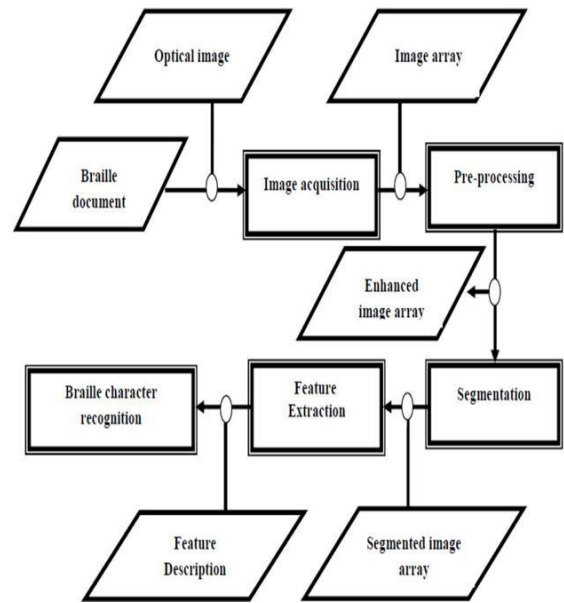 Optical image
Image array
Braille
document
Image acquisition
Pre-processing
Enhanced
image array
Braille character
recognition
Feature
Extraction
Segmentation
Feature
Description
Segmented image
array